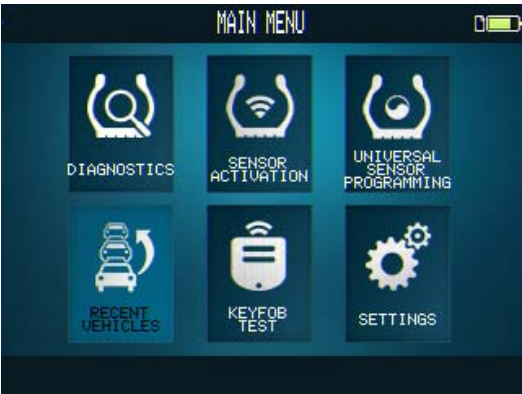 MAIN MENU
DIAGNOSTICS
SENSOR
ACTIVATION
UNIVERSAL
SENSOR
PROGRAMMING
RECENT
VEHICLES
KEYFOB
TEST
SETTINGS